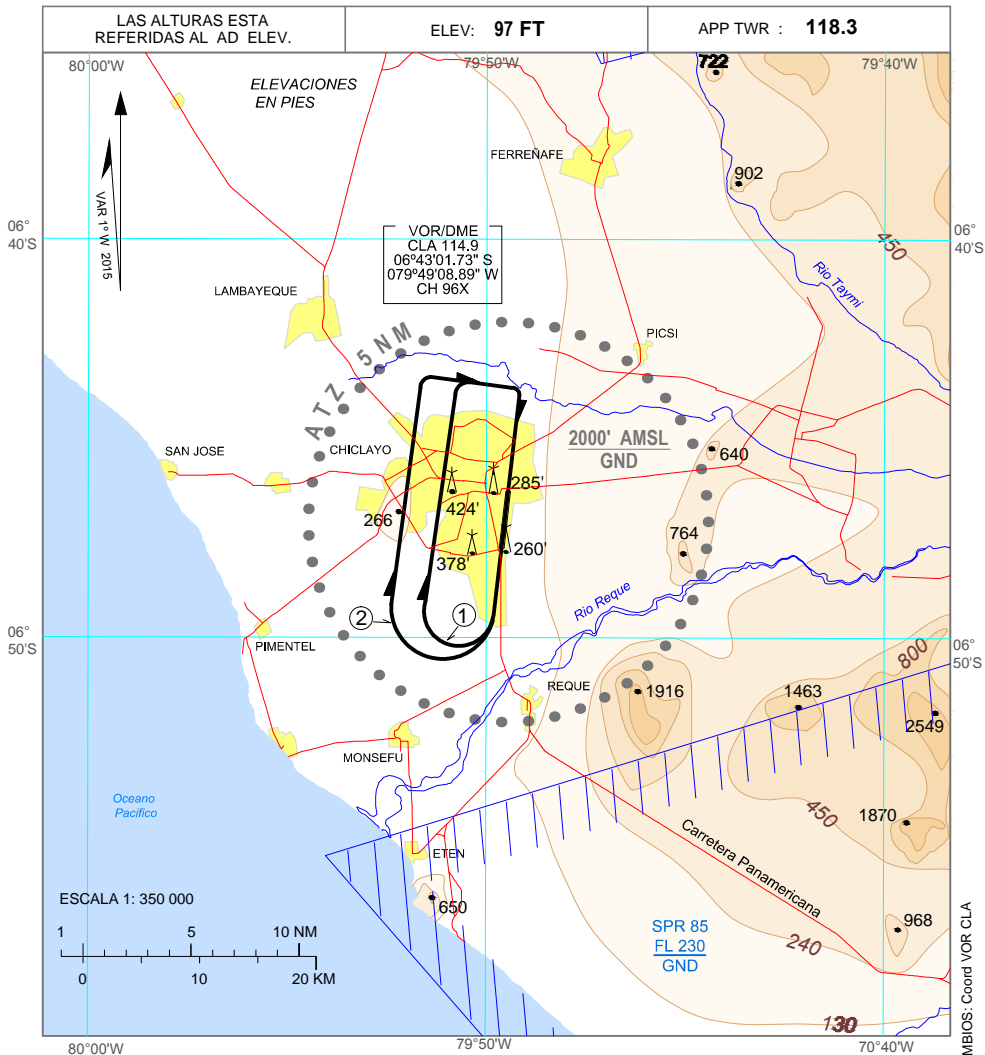 LAS ALTURAS ESTA
REFERIDAS AL AD ELEV.
ELEV: 97 FT
APP TWR : 118.3
80°00'W
79°50'W
79°40'W
722
ELEVACIONES
EN PIES
VAR 1° W 2015
FERREÑAFE
902
06°
40'S
06°
40'S
VOR/DME
CLA 114.9
06º43'01.73" S
079º49'08.89" W
CH 96X
450
Rio Taymi
LAMBAYEQUE
PICSI
ATZ 5 NM
2000' AMSL
GND
SAN JOSE
CHICLAYO
640
285'
424'
266
764
378'
260'
Rio Reque
2
1
06°
50'S
PIMENTEL
800
06°
50'S
REQUE
1916
1463
2549
MONSEFU
Oceano
Pacifico
450
1870
Carretera Panamericana
ETEN
ESCALA 1: 350 000
650
1 5 10 NM
0 10 20 KM
SPR 85
FL 230
GND
968
240
130
80°00'W
79°50'W
70°40'W
MBIOS: Coord VOR CLA